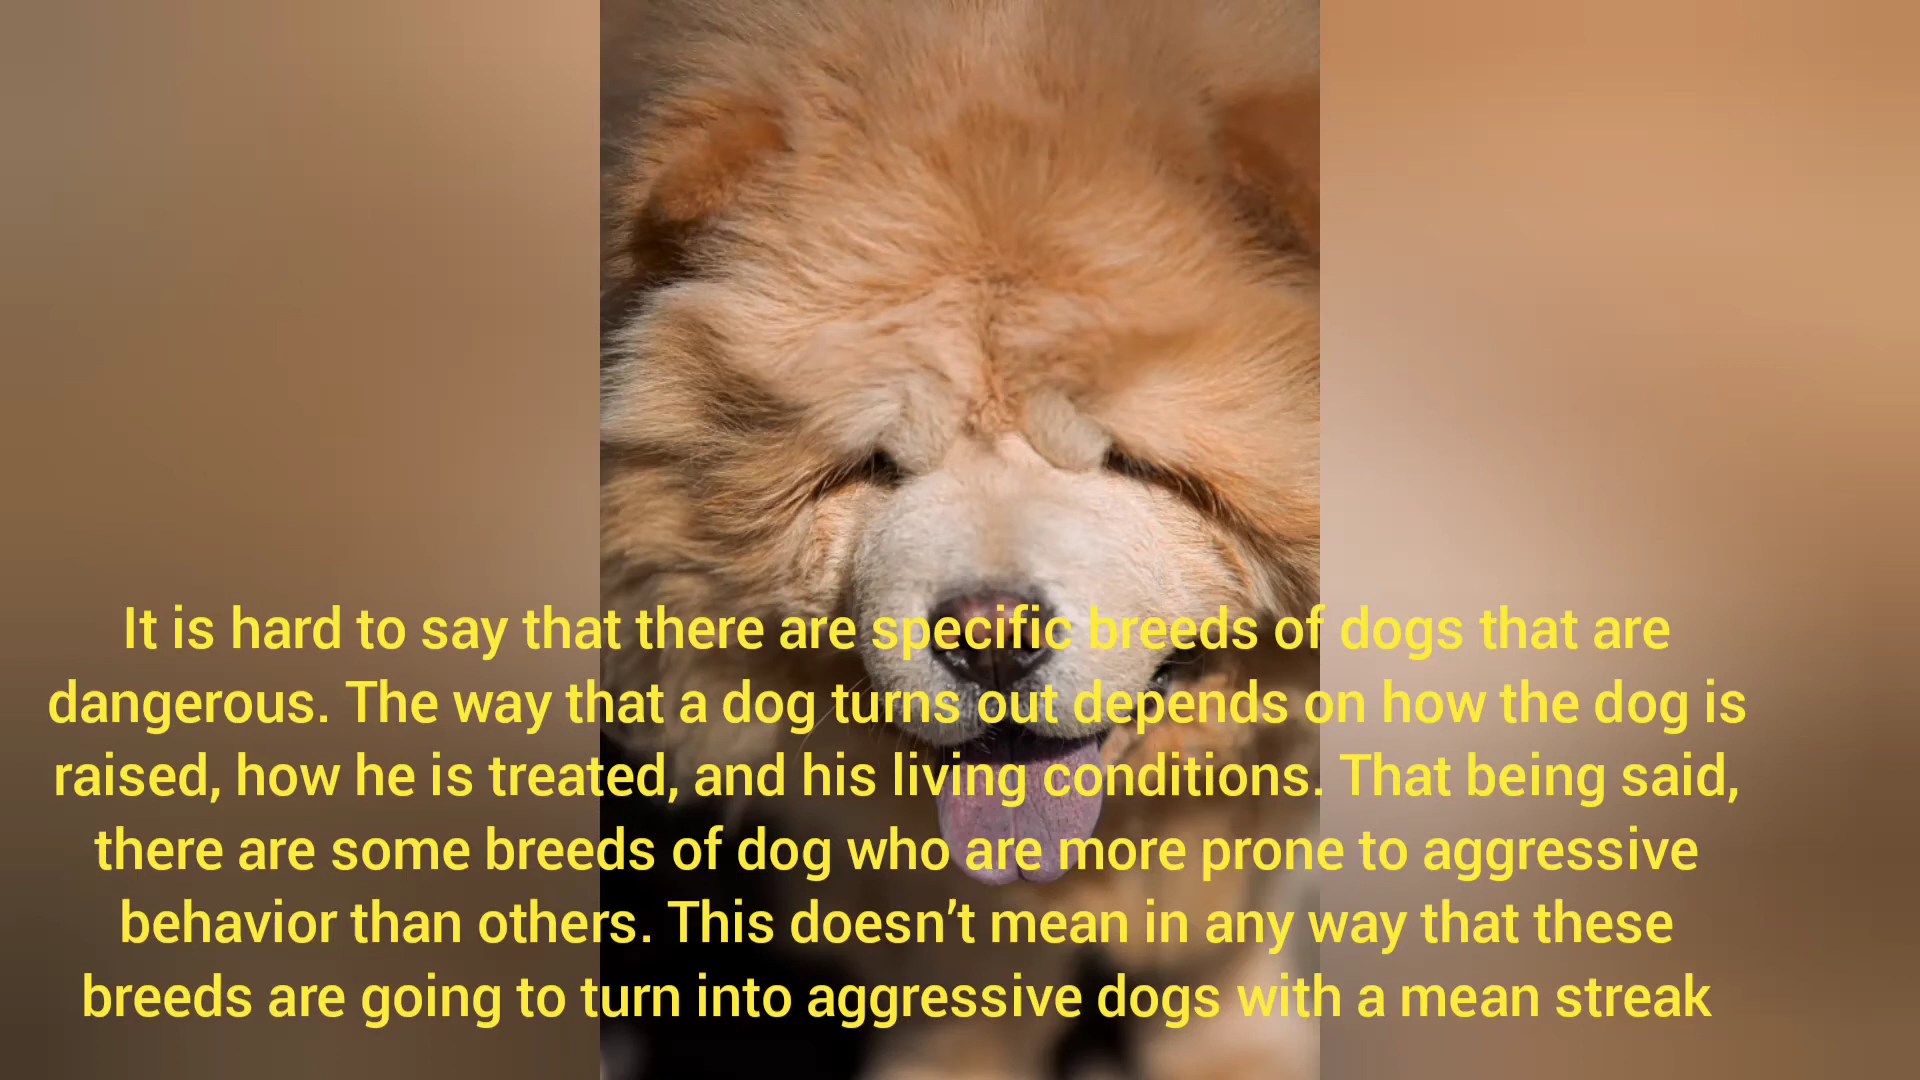 It is hard to say that there are specific breeds of dogs that are
dangerous. The way that a dog turns out depends on how the dog is
raised, how he is treated, and his living conditions. That being said,
there are some breeds of dog who are more prone to aggressive
behavior than others. This doesn’t mean in any way that these
breeds are going to turn into aggressive dogs with a mean streak